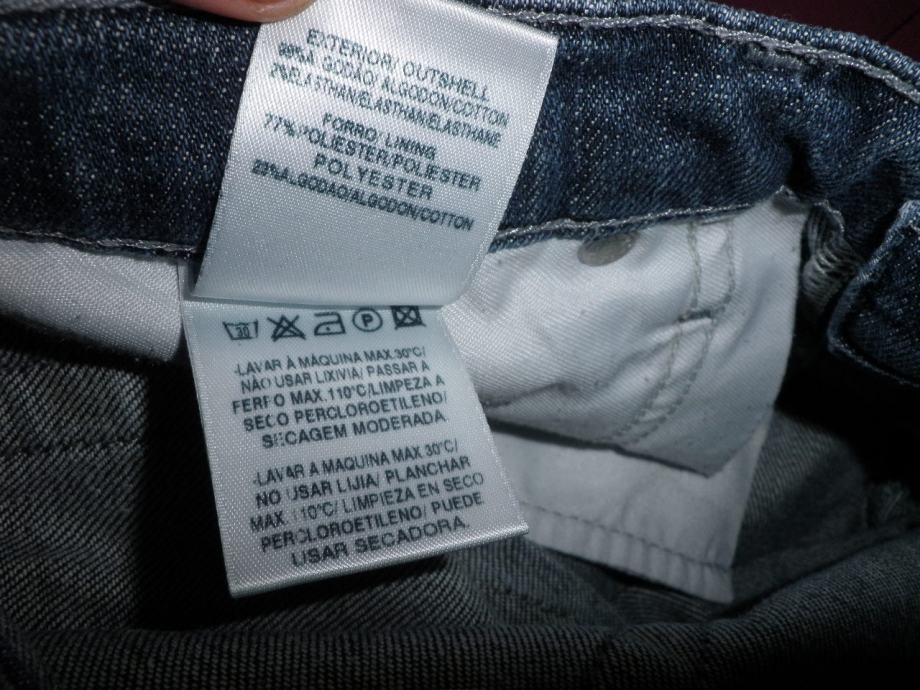 EXTERIOR/ OUTSHELL
98%A_GODÃO/ ALGODON/COTTON
2%ELASTHAN/ELASTHAN/ELASTHANE
FORRO/ LINING
77%POLIESTER/POLIESTER
POLYESTER
23%ALGODÃO/ALGODON/COTTON
30 P
-LAVAR À MÁQUINA MAX.30°C/
NÃO USAR LIXIVIA/ PASSAR A
FERRO MAX.110°C/LIMPEZA A
SECO PERCLOROETILENO/
SECAGEM MODERADA.
-LAVAR A MAQUINA MAX 30°C/
NO USAR LIJIA/ PLANCHAR
MAX. 110°C/ LIMPIEZA EN SECO
PERCLOROETILENO/ PUEDE
USAR SECADORA.